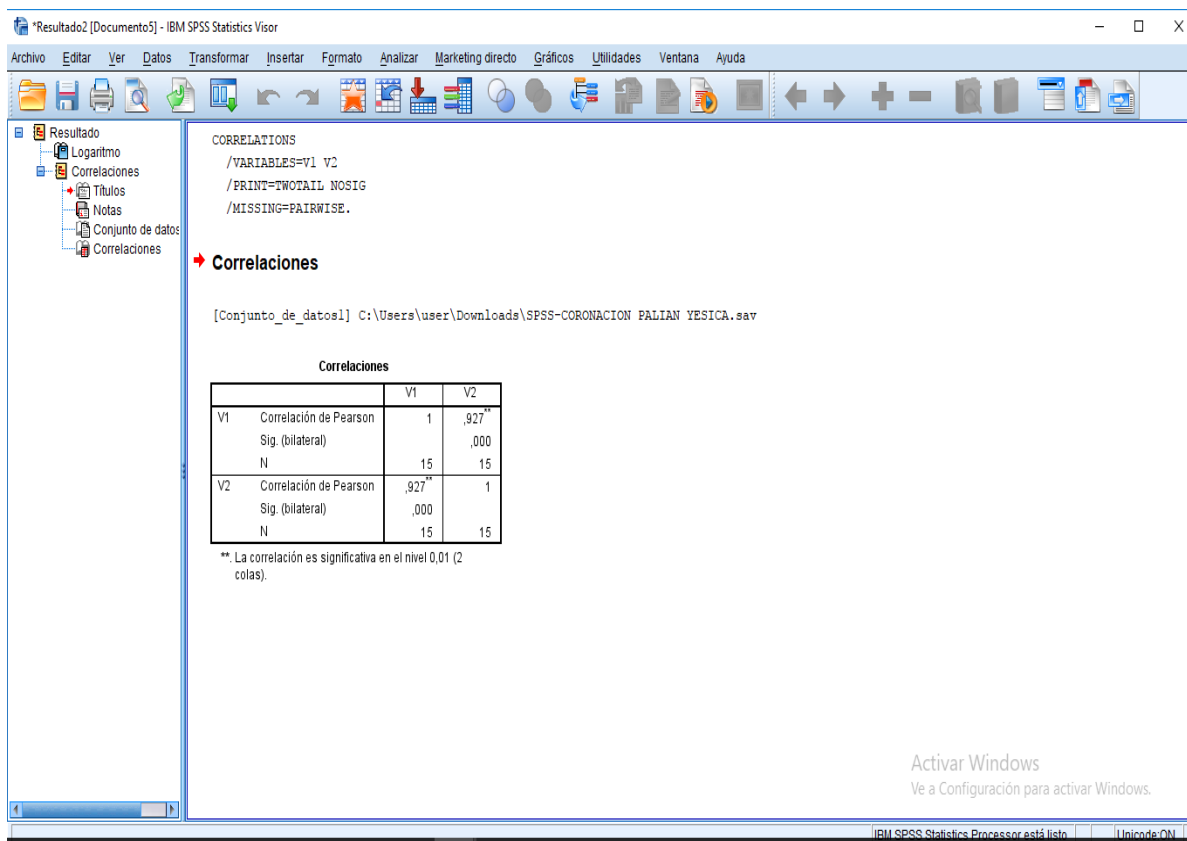 *Resultado2 [Documento5] - IBM SPSS Statistics Visor
Archivo Editar Ver Datos Transformar Insertar Formato Analizar Marketing directo Gráficos Utilidades Ventana Ayuda
Resultado
Logaritmo
Correlaciones
Títulos
Notas
Conjunto de datos
Correlaciones
CORRELATIONS
/VARIABLES=V1 V2
/PRINT=TWOTAIL NOSIG
/MISSING=PAIRWISE.
Correlaciones
[Conjunto_de_datos1] C:\Users\user\Downloads\SPSS-CORONACION PALIAN YESICA.sav
Correlaciones
V1 V2
V1 Correlación de Pearson 1 ,927**
Sig. (bilateral) ,000
N 15 15
V2 Correlación de Pearson ,927** 1
Sig. (bilateral) ,000
N 15 15
**. La correlación es significativa en el nivel 0,01 (2
colas).
Activar Windows
Ve a Configuración para activar Windows.
IBM SPSS Statistics Processor está listo Unicode:ON